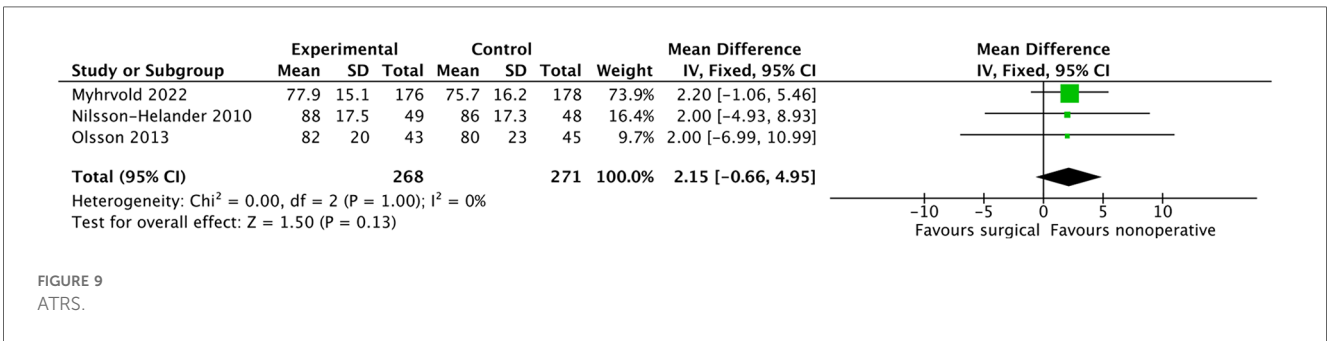 Experimental Control Mean Difference Mean Difference
Study or Subgroup Mean SD Total Mean SD Total Weight IV, Fixed, 95% CI IV, Fixed, 95% CI
Myhrvold 2022 77.9 15.1 176 75.7 16.2 178 73.9% 2.20 [−1.06, 5.46]
Nilsson−Helander 2010 88 17.5 49 86 17.3 48 16.4% 2.00 [−4.93, 8.93]
Olsson 2013 82 20 43 80 23 45 9.7% 2.00 [−6.99, 10.99]
Total (95% CI) 268 271 100.0% 2.15 [−0.66, 4.95]
Heterogeneity: Chi² = 0.00, df = 2 (P = 1.00); I² = 0%
Test for overall effect: Z = 1.50 (P = 0.13)
−10 −5 0 5 10
Favours surgical Favours nonoperative
FIGURE 9
ATRS.